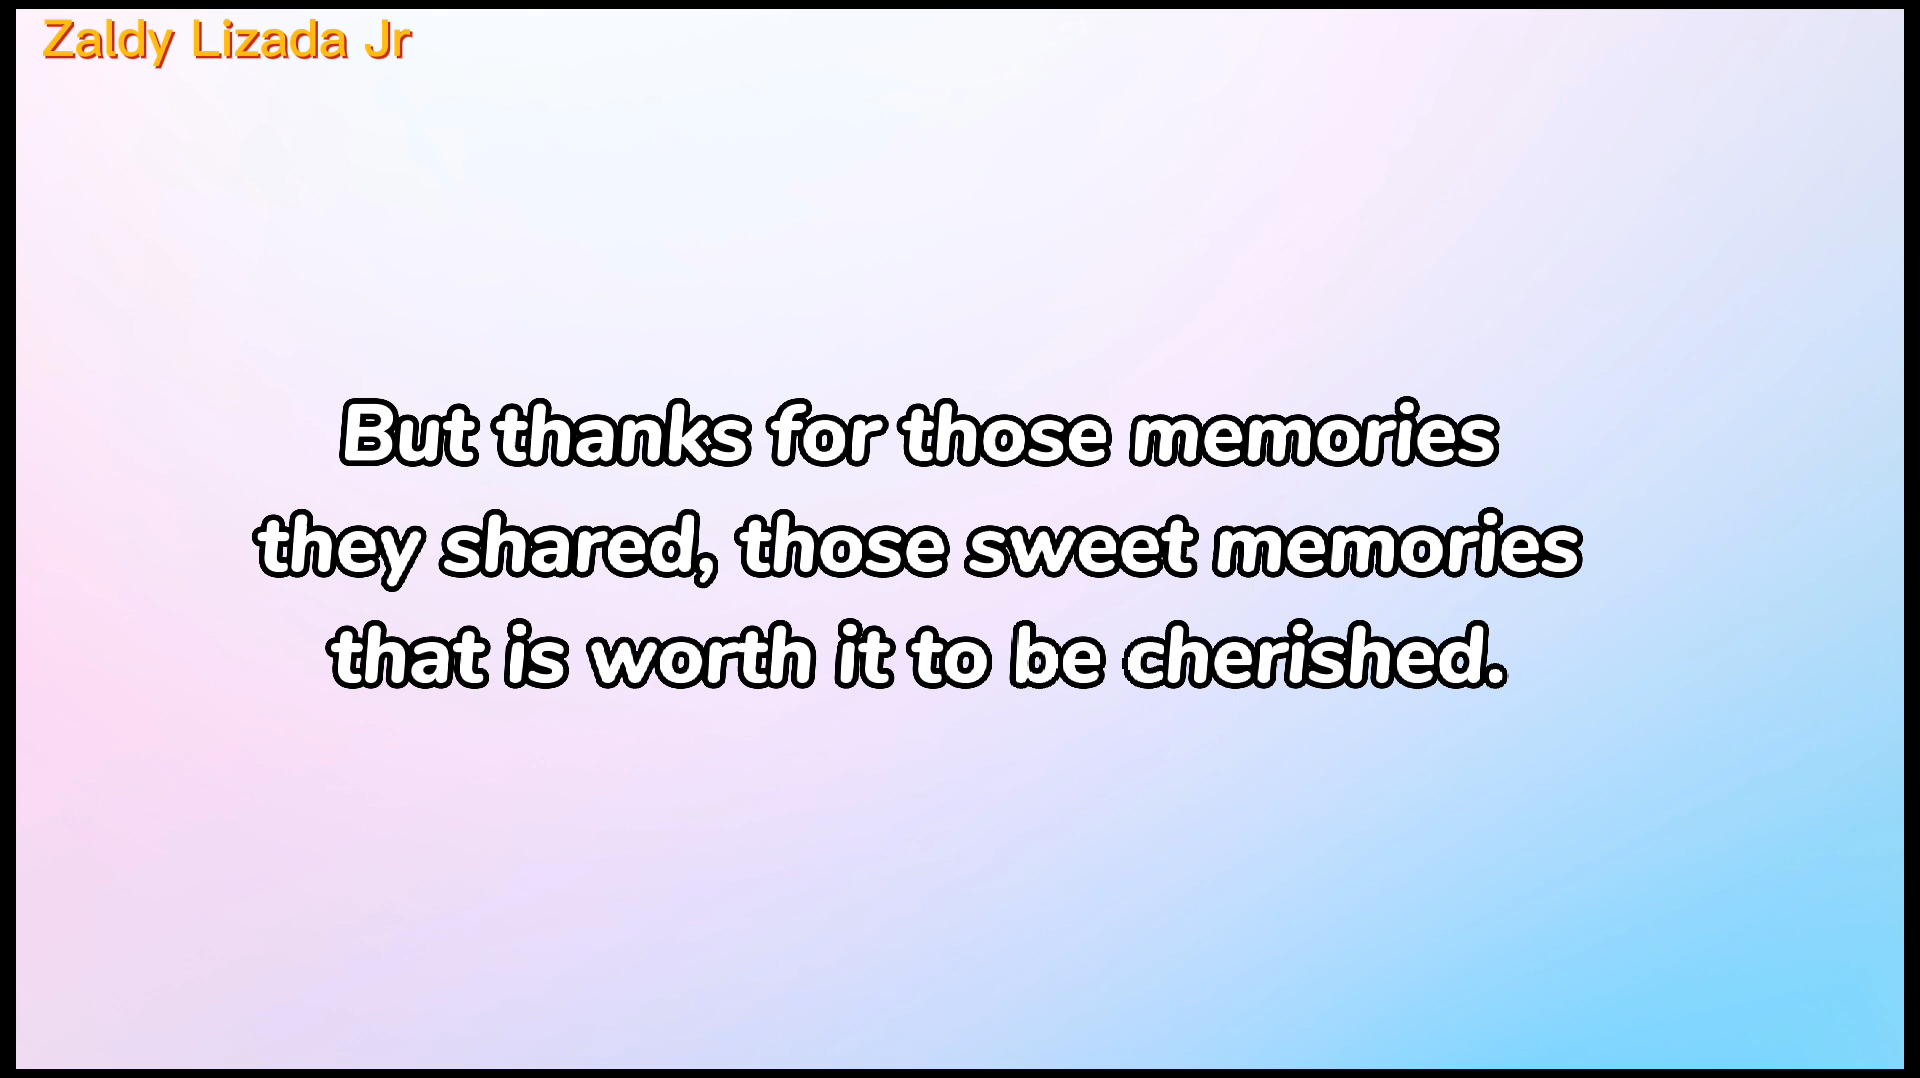 Zaldy Lizada Jr
But thanks for those memories
they shared, those sweet memories
that is worth it to be cherished.